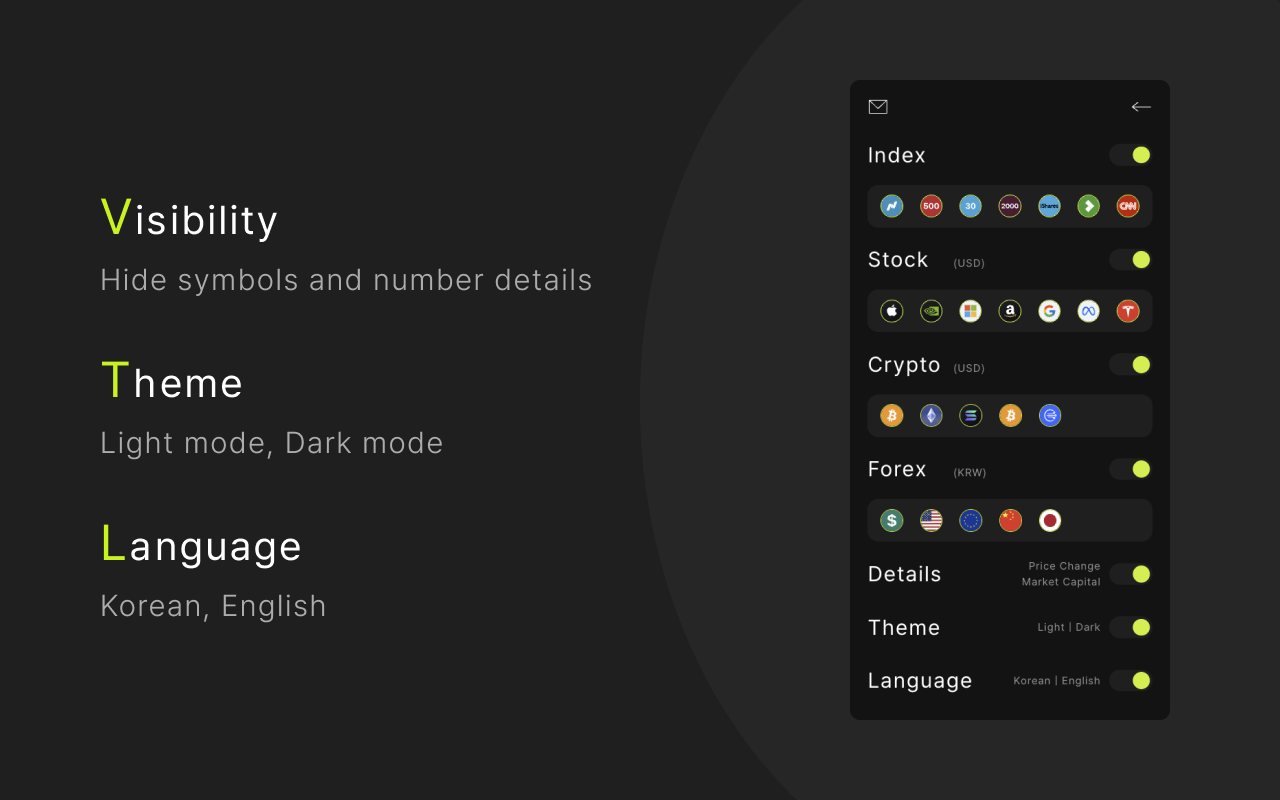 Visibility
Hide symbols and number details
Theme
Light mode, Dark mode
Language
Korean, English
Index
500 30 2000 iShares CNN
Stock (USD)
a G
Crypto (USD)
Forex (KRW)
$
Details
Price Change
Market Capital
Theme Light | Dark
Language Korean | English